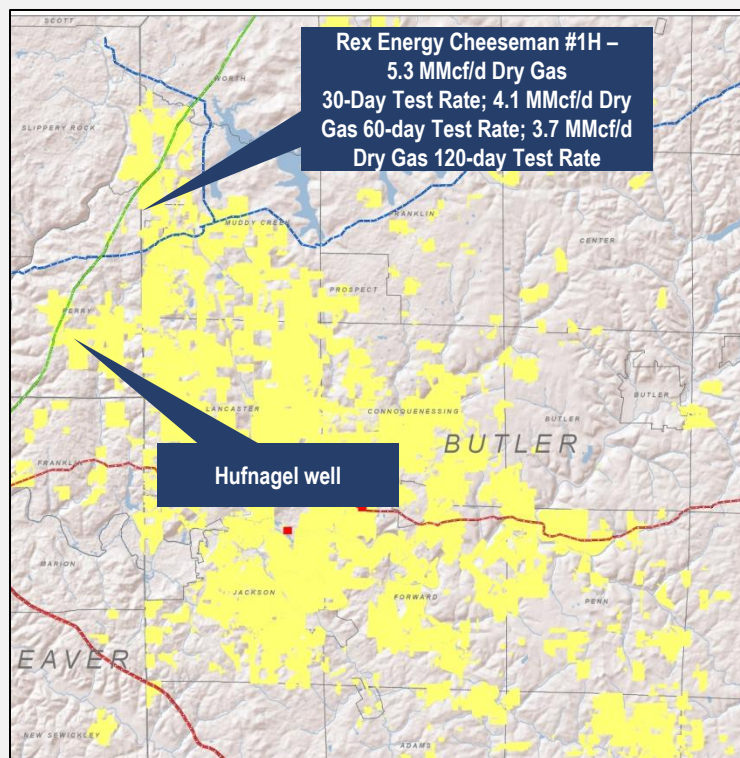 SCOTT
WORTH
Rex Energy Cheeseman #1H –
5.3 MMcf/d Dry Gas
30-Day Test Rate; 4.1 MMcf/d Dry
Gas 60-day Test Rate; 3.7 MMcf/d
Dry Gas 120-day Test Rate
SLIPPERY ROCK
MUDDY CREEK
RANKLIN
CENTER
PROSPECT
PERRY
LANCASTER
CONNOQUENESSING
BUTLER
BUTLER
BUTLER
FRANKLIN
Hufnagel well
MARION
JACKSON
FORWARD
PENN
EAVER
NEW SEWICKLEY
ADAMS